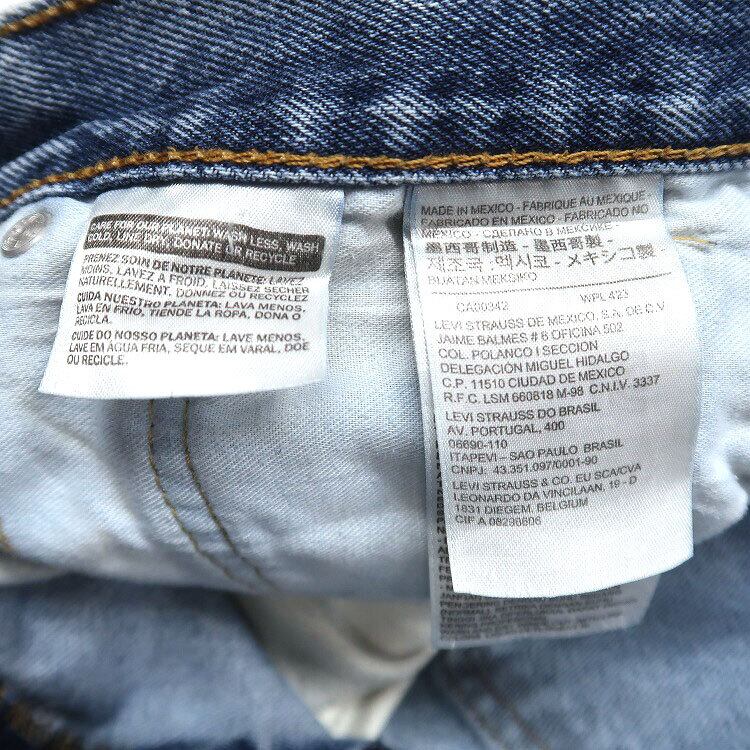 CARE FOR YOUR PLANET: WASH LESS, WASH
DONATE OR RECYCLE
PRENEZ SOIN DE NOTRE PLANETE: LAVEZ
MOINS, LAVEZ A FROID, LAISSEZ SECHER
NATURELLEMENT, DONNEZ OU RECYCLEZ
CUIDA NUESTRO PLANETA: LAVA MENOS,
LAVA EN FRIO, TIENDE LA ROPA, DONA O
RECICLA.
CUIDE DO NOSSO PLANETA: LAVE MENOS,
LAVE EM AGUA FRIA, SEQUE EM VARAL, DOE
OU RECICLE.
MADE IN MEXICO - FABRIQUE AU MEXIQUE
FABRICADO EN MEXICO - FABRICADO NO
MEXICO - СДЕЛАНО В МЕКСИКЕ -
墨西哥制造 - 墨西哥製 -
제조국 - 멕시코 - メキシコ製 -
BUATAN MEKSIKO
CA00342 WPL 423
LEVI STRAUSS DE MEXICO, S.A. DE C.V
JAIME BALMES # 8 OFICINA 502
COL. POLANCO I SECCION
DELEGACIÓN MIGUEL HIDALGO
C.P. 11510 CIUDAD DE MEXICO
R.F.C. LSM 660818 M-98 C.N.I.V. 3337
LEVI STRAUSS DO BRASIL
AV. PORTUGAL, 400
06690-110
ITAPEVI - SAO PAULO BRASIL
CNPJ: 43.351.097/0001-90
LEVI STRAUSS & CO. EU SCA/CVA
LEONARDO DA VINCILAAN, 19 - D
1831 DIEGEM, BELGIUM
CIF A 08298606